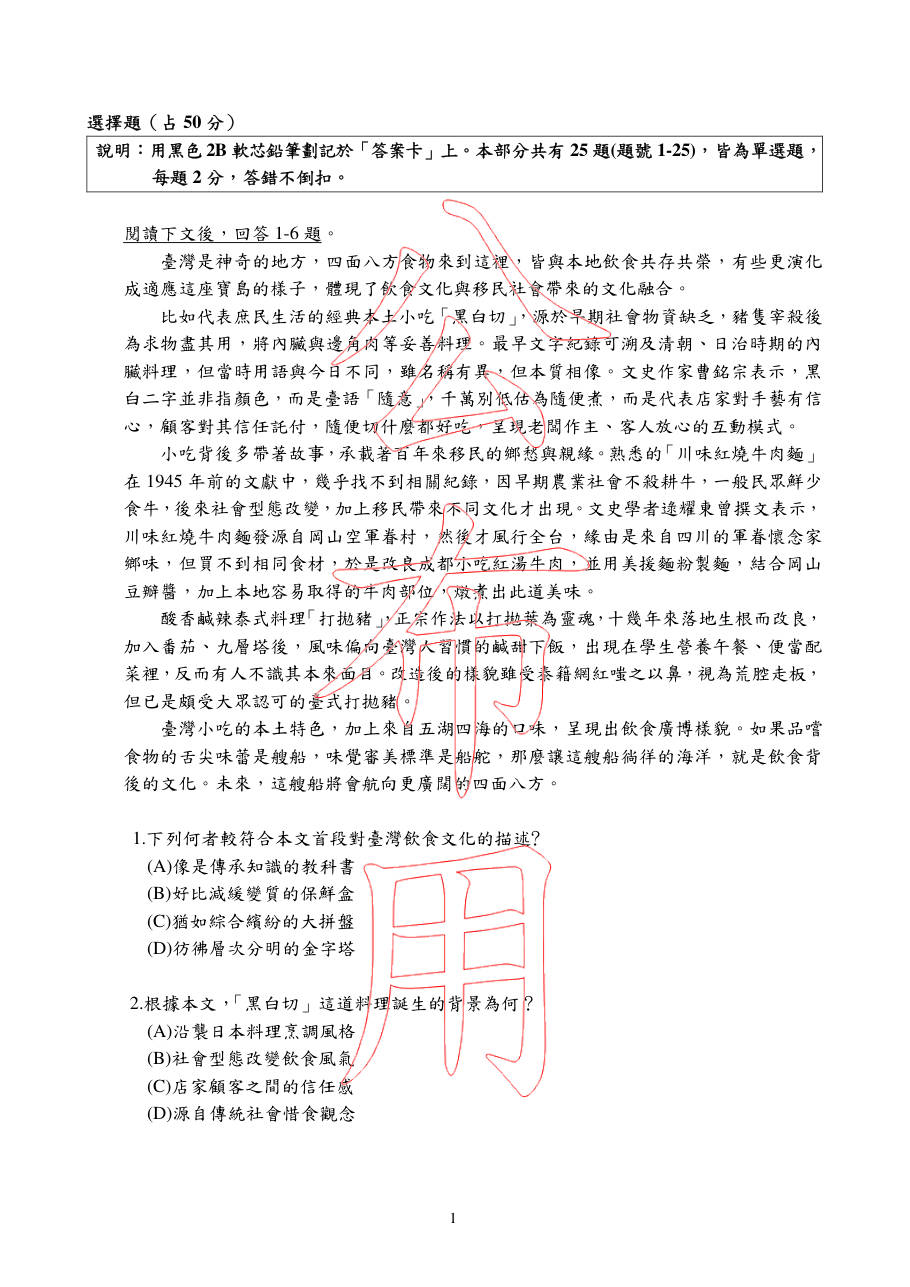 選擇題（占 50 分）
說明：用黑色 2B 軟芯鉛筆劃記於「答案卡」上。本部分共有 25 題(題號 1-25)，皆為單選題，
每題 2 分，答錯不倒扣。
閱讀下文後，回答 1-6 題。
臺灣是神奇的地方，四面八方食物來到這裡，皆與本地飲食共存共榮，有些更演化
成適應這座寶島的樣子，體現了飲食文化與移民社會帶來的文化融合。
比如代表庶民生活的經典本土小吃「黑白切」，源於早期社會物資缺乏，豬隻宰殺後
為求物盡其用，將內臟與邊角肉等妥善料理。最早文字紀錄可溯及清朝、日治時期的內
臟料理，但當時用語與今日不同，雖名稱有異，但本質相像。文史作家曹銘宗表示，黑
白二字並非指顏色，而是臺語「隨意」，千萬別低估為隨便煮，而是代表店家對手藝有信
心，顧客對其信任託付，隨便切什麼都好吃，呈現老闆作主、客人放心的互動模式。
小吃背後多帶著故事，承載著百年來移民的鄉愁與親緣。熟悉的「川味紅燒牛肉麵」
在 1945 年前的文獻中，幾乎找不到相關紀錄，因早期農業社會不殺耕牛，一般民眾鮮少
食牛，後來社會型態改變，加上移民帶來不同文化才出現。文史學者逯耀東曾撰文表示，
川味紅燒牛肉麵發源自岡山空軍眷村，然後才風行全台，緣由是來自四川的軍眷懷念家
鄉味，但買不到相同食材，於是改良成都小吃紅湯牛肉，並用美援麵粉製麵，結合岡山
豆瓣醬，加上本地容易取得的牛肉部位，燉煮出此道美味。
酸香鹹辣泰式料理「打拋豬」，正宗作法以打拋葉為靈魂，十幾年來落地生根而改良，
加入番茄、九層塔後，風味偏向臺灣人習慣的鹹甜下飯，出現在學生營養午餐、便當配
菜裡，反而有人不識其本來面目。改造後的樣貌雖受泰籍網紅嗤之以鼻，視為荒腔走板，
但已是頗受大眾認可的臺式打拋豬。
臺灣小吃的本土特色，加上來自五湖四海的口味，呈現出飲食廣博樣貌。如果品嚐
食物的舌尖味蕾是艘船，味覺審美標準是船舵，那麼讓這艘船徜徉的海洋，就是飲食背
後的文化。未來，這艘船將會航向更廣闊的四面八方。
1.下列何者較符合本文首段對臺灣飲食文化的描述?
(A)像是傳承知識的教科書
(B)好比減緩變質的保鮮盒
(C)猶如綜合繽紛的大拼盤
(D)彷彿層次分明的金字塔
2.根據本文，「黑白切」這道料理誕生的背景為何？
(A)沿襲日本料理烹調風格
(B)社會型態改變飲食風氣
(C)店家顧客之間的信任感
(D)源自傳統社會惜食觀念
公
布
用
1